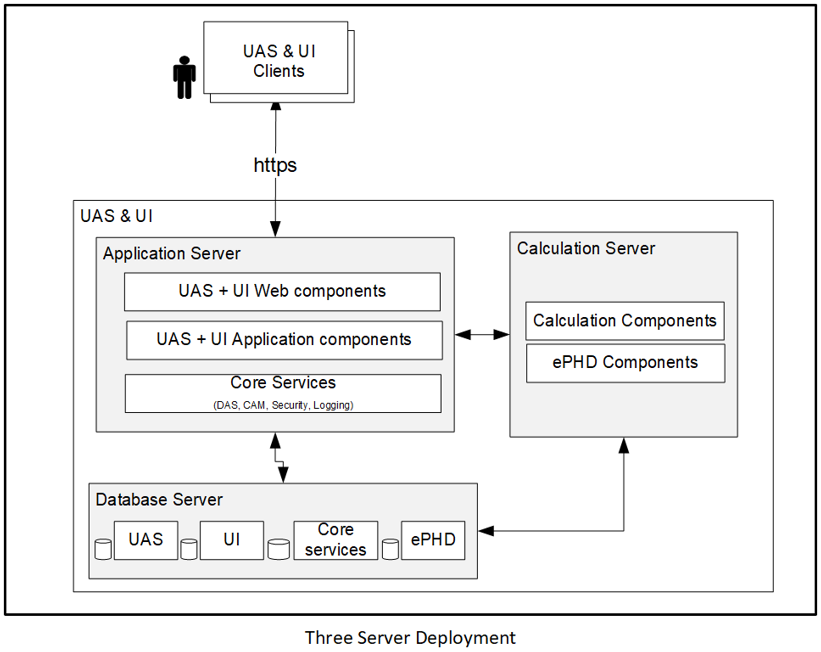 UAS & UI
Clients
https
UAS & UI
Application Server
UAS + UI Web components
UAS + UI Application components
Core Services
(DAS, CAM, Security, Logging)
Calculation Server
Calculation Components
ePHD Components
Database Server
UAS
UI
Core
services
ePHD
Three Server Deployment